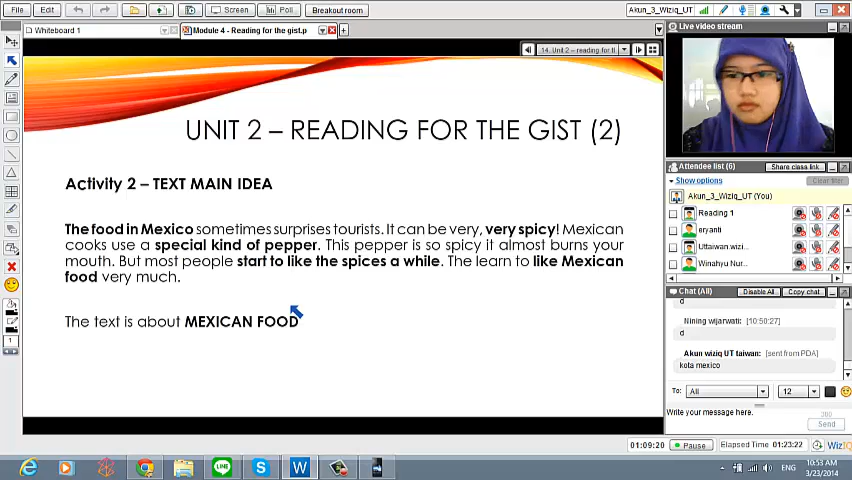 File Edit Screen Poll Breakout room Akun_3_Wiziq_UT
Whiteboard 1 Module 4 - Reading for the gist.p
Live video stream
14. Unit 2 – reading for tl
UNIT 2 – READING FOR THE GIST (2)
Activity 2 – TEXT MAIN IDEA
The food in Mexico sometimes surprises tourists. It can be very, very spicy! Mexican
cooks use a special kind of pepper. This pepper is so spicy it almost burns your
mouth. But most people start to like the spices a while. The learn to like Mexican
food very much.
The text is about MEXICAN FOOD
Attendee list (6) Share class link
Show options Clear filter
Akun_3_Wiziq_UT (You)
Reading 1
eryanti
Uttaiwan.wizi...
Winahyu Nur...
Chat (All) Disable All Copy chat
d
Nining wijarwati: [10:50:27]
d
Akun wiziq UT taiwan: [sent from PDA]
kota mexico
To: All 12
Write your message here.
300
Send
1
01:09:20 Pause Elapsed Time 01:23:22 WizIQ
ENG 10:53 AM
3/23/2014